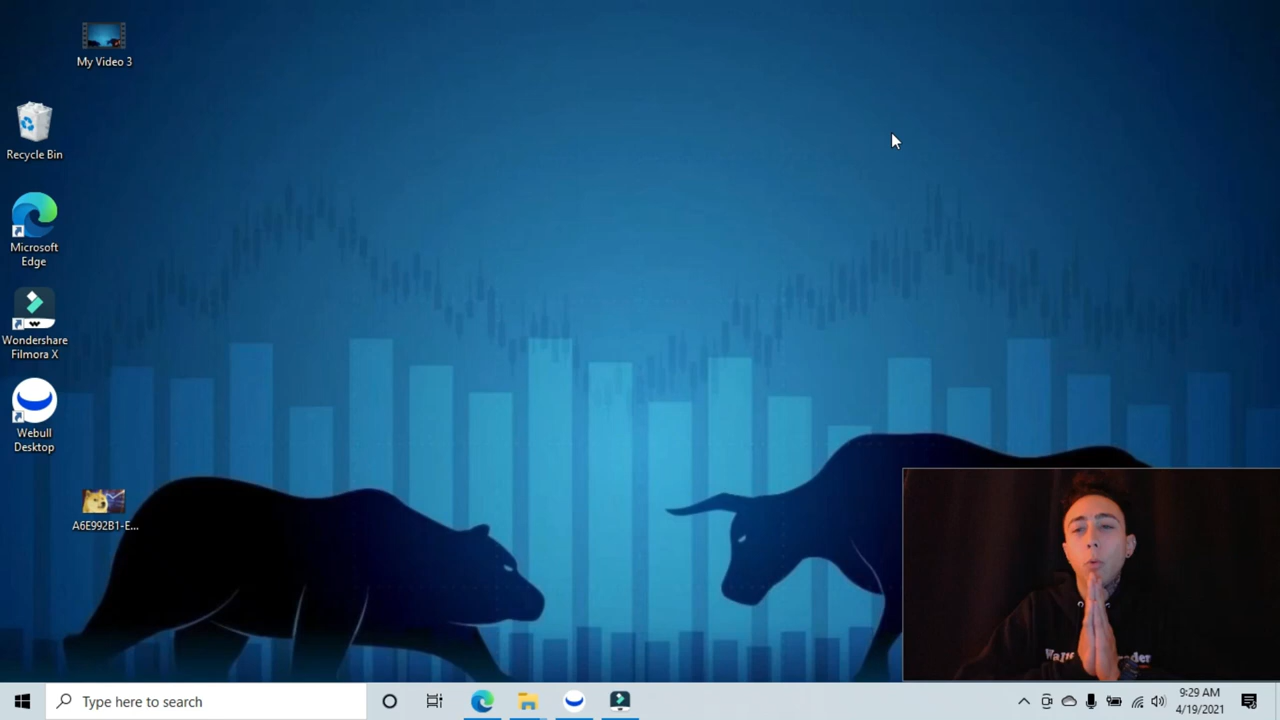 My Video 3
Recycle Bin
Microsoft
Edge
Wondershare
Filmora X
Webull
Desktop
A6E992B1-E...
Type here to search
9:29 AM
4/19/2021